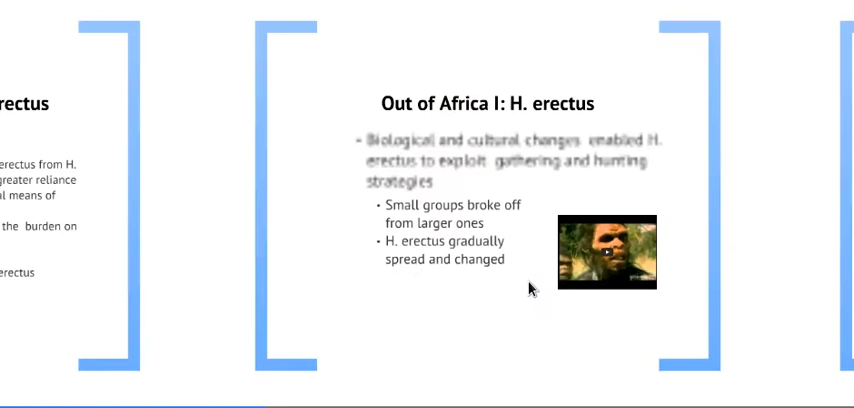 rectus
erectus from H.
greater reliance
al means of
the burden on
erectus
Out of Africa I: H. erectus
- Biological and cultural changes enabled H.
erectus to exploit gathering and hunting
strategies
• Small groups broke off
from larger ones
• H. erectus gradually
spread and changed